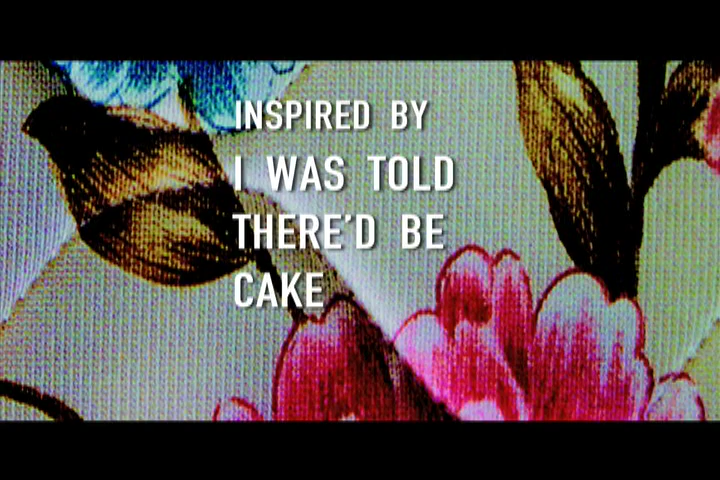 INSPIRED BY
I WAS TOLD
THERE'D BE
CAKE